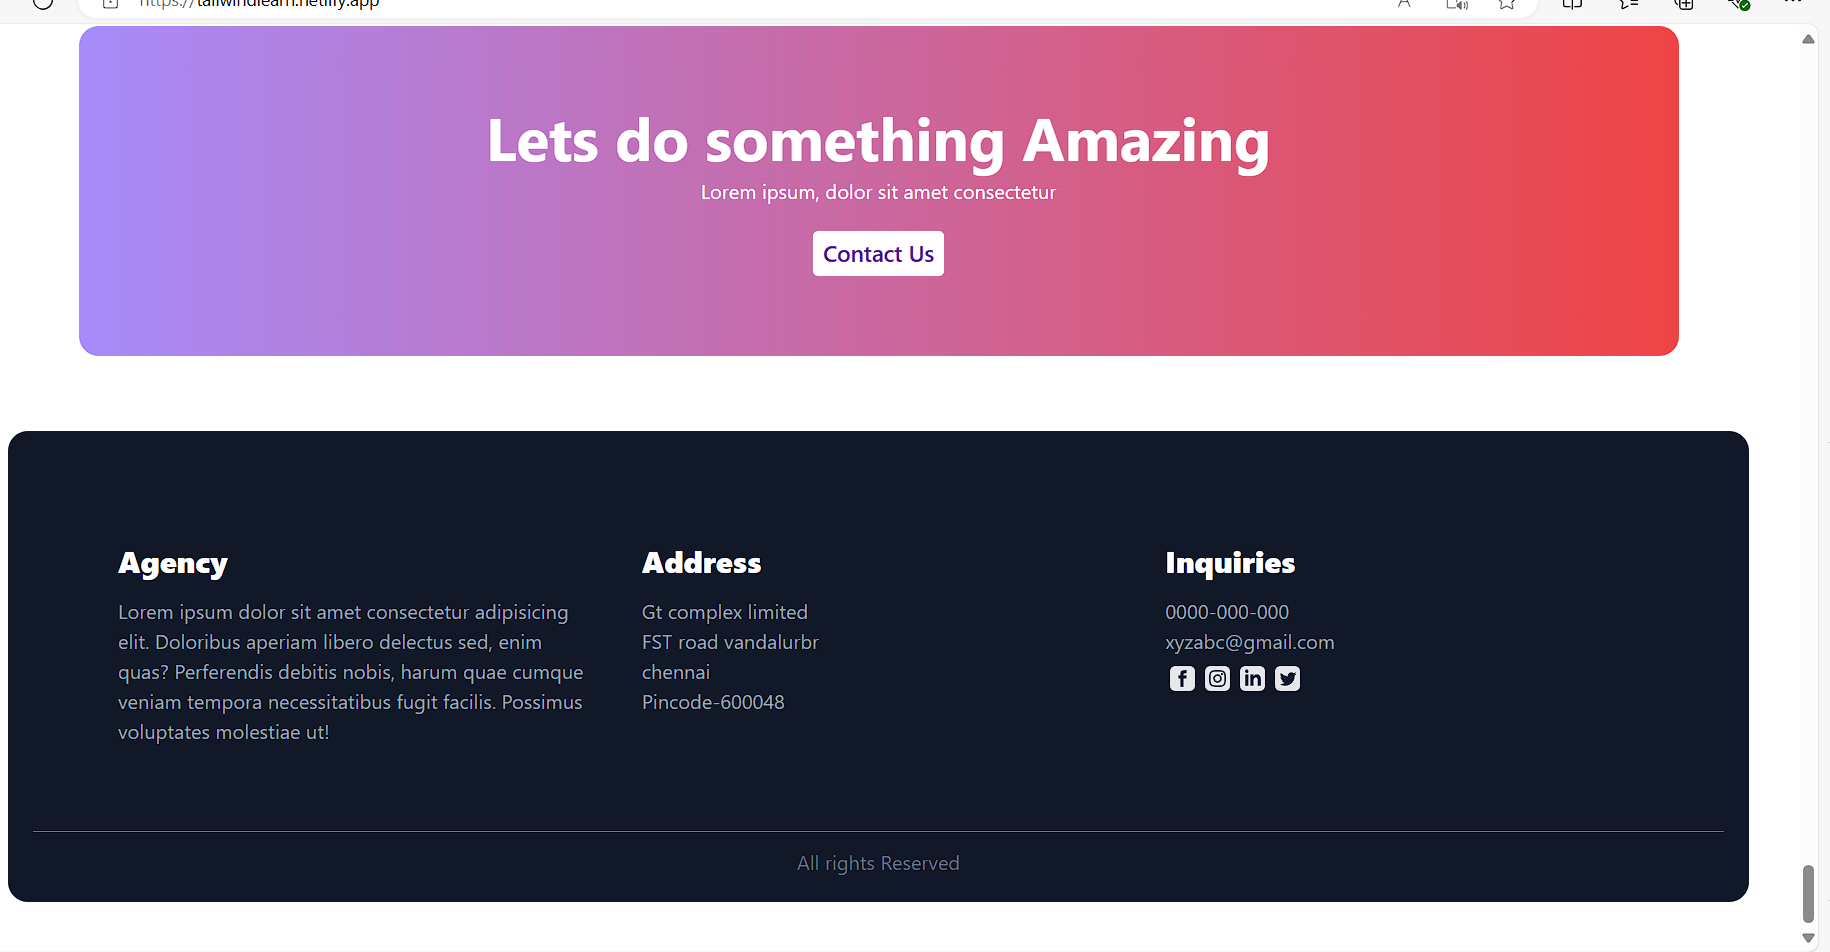 https://tailwindlearn.netlify.app
Lets do something Amazing
Lorem ipsum, dolor sit amet consectetur
Contact Us
Agency
Lorem ipsum dolor sit amet consectetur adipisicing
elit. Doloribus aperiam libero delectus sed, enim
quas? Perferendis debitis nobis, harum quae cumque
veniam tempora necessitatibus fugit facilis. Possimus
voluptates molestiae ut!
Address
Gt complex limited
FST road vandalurbr
chennai
Pincode-600048
Inquiries
0000-000-000
xyzabc@gmail.com
All rights Reserved